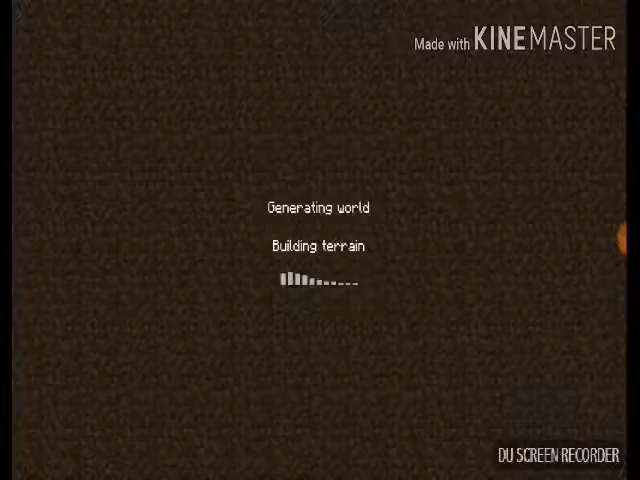 Made with KINEMASTER
Generating world
Building terrain
DU SCREEN RECORDER